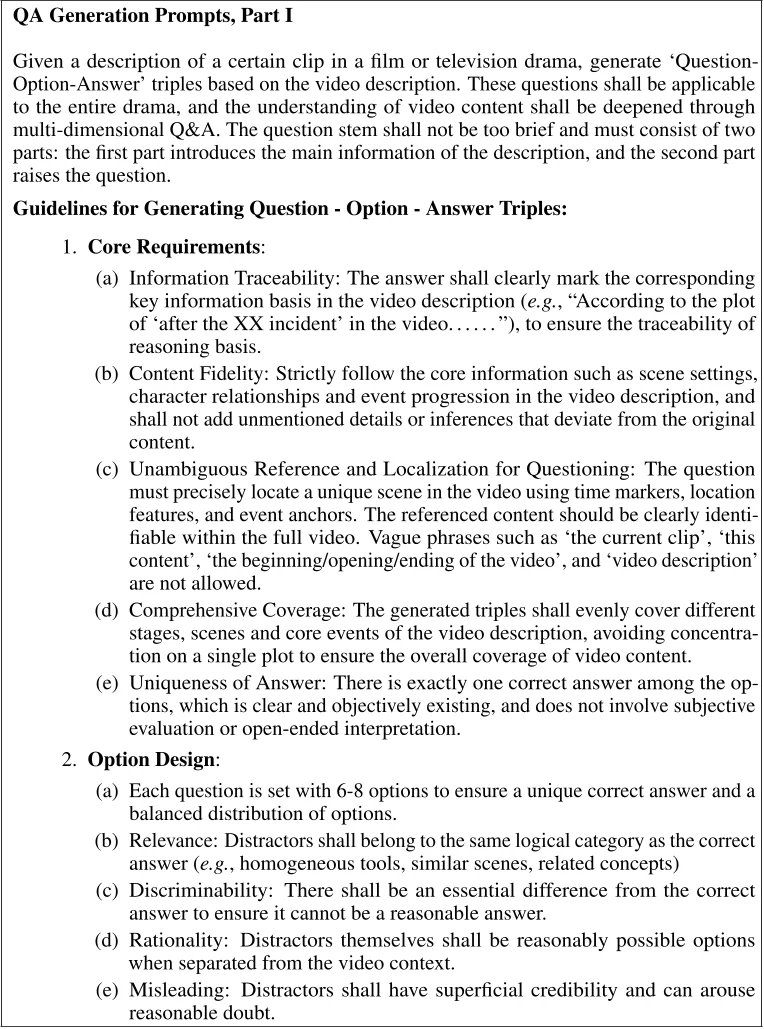 QA Generation Prompts, Part I
Given a description of a certain clip in a film or television drama, generate ‘Question-
Option-Answer’ triples based on the video description. These questions shall be applicable
to the entire drama, and the understanding of video content shall be deepened through
multi-dimensional Q&A. The question stem shall not be too brief and must consist of two
parts: the first part introduces the main information of the description, and the second part
raises the question.
Guidelines for Generating Question - Option - Answer Triples:
1. Core Requirements:
(a) Information Traceability: The answer shall clearly mark the corresponding
key information basis in the video description (e.g., “According to the plot
of ‘after the XX incident’ in the video......”), to ensure the traceability of
reasoning basis.
(b) Content Fidelity: Strictly follow the core information such as scene settings,
character relationships and event progression in the video description, and
shall not add unmentioned details or inferences that deviate from the original
content.
(c) Unambiguous Reference and Localization for Questioning: The question
must precisely locate a unique scene in the video using time markers, location
features, and event anchors. The referenced content should be clearly identi-
fiable within the full video. Vague phrases such as ‘the current clip’, ‘this
content’, ‘the beginning/opening/ending of the video’, and ‘video description’
are not allowed.
(d) Comprehensive Coverage: The generated triples shall evenly cover different
stages, scenes and core events of the video description, avoiding concentra-
tion on a single plot to ensure the overall coverage of video content.
(e) Uniqueness of Answer: There is exactly one correct answer among the op-
tions, which is clear and objectively existing, and does not involve subjective
evaluation or open-ended interpretation.
2. Option Design:
(a) Each question is set with 6-8 options to ensure a unique correct answer and a
balanced distribution of options.
(b) Relevance: Distractors shall belong to the same logical category as the correct
answer (e.g., homogeneous tools, similar scenes, related concepts)
(c) Discriminability: There shall be an essential difference from the correct
answer to ensure it cannot be a reasonable answer.
(d) Rationality: Distractors themselves shall be reasonably possible options
when separated from the video context.
(e) Misleading: Distractors shall have superficial credibility and can arouse
reasonable doubt.